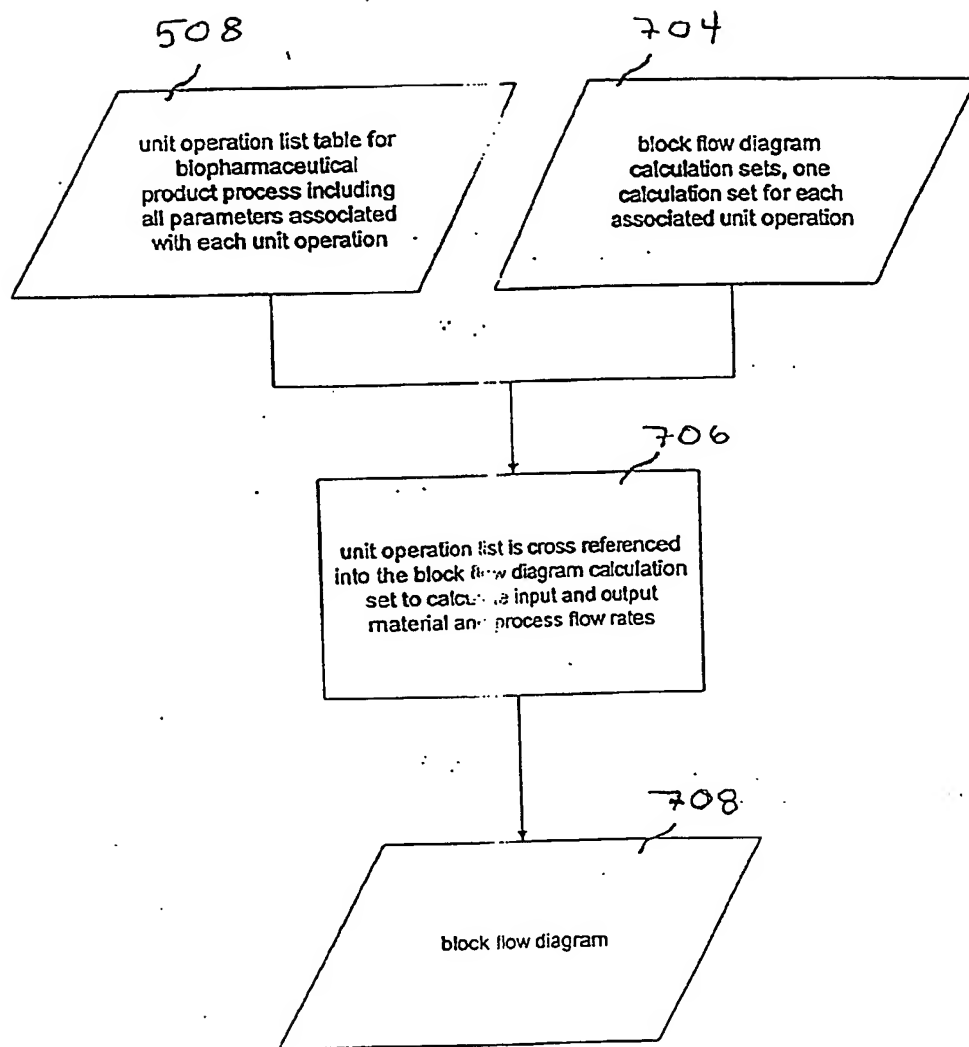 508
704
unit operation list table for
biopharmaceutical
product process including
all parameters associated
with each unit operation
block flow diagram
calculation sets, one
calculation set for each
associated unit operation
706
unit operation list is cross referenced
into the block diagram calculation
set to input and output
material process flow rates
708
block flow diagram